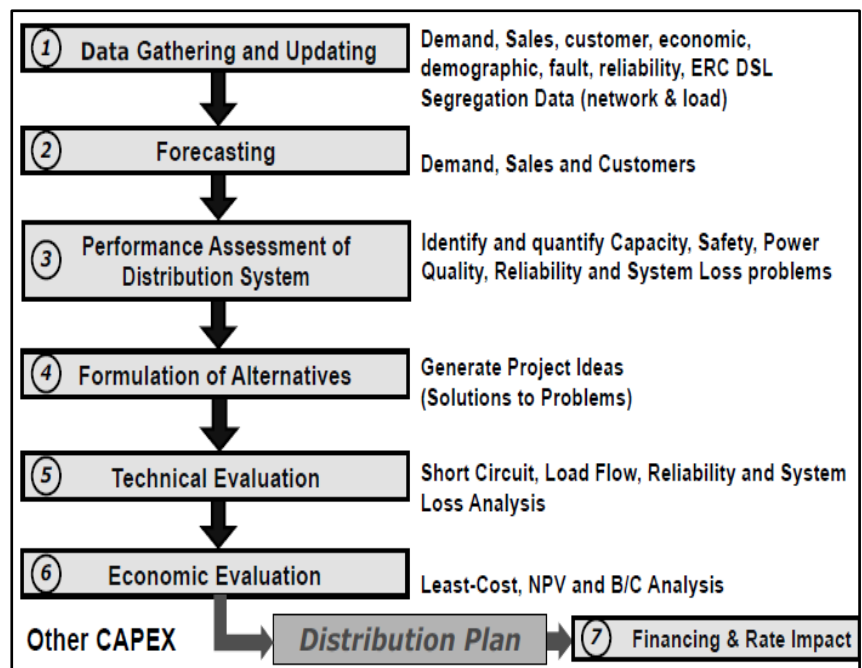 1 Data Gathering and Updating
Demand, Sales, customer, economic,
demographic, fault, reliability, ERC DSL
Segregation Data (network & load)
2 Forecasting
Demand, Sales and Customers
3 Performance Assessment of
Distribution System
Identify and quantify Capacity, Safety, Power
Quality, Reliability and System Loss problems
4 Formulation of Alternatives
Generate Project Ideas
(Solutions to Problems)
5 Technical Evaluation
Short Circuit, Load Flow, Reliability and System
Loss Analysis
6 Economic Evaluation
Least-Cost, NPV and B/C Analysis
Other CAPEX
Distribution Plan
7 Financing & Rate Impact